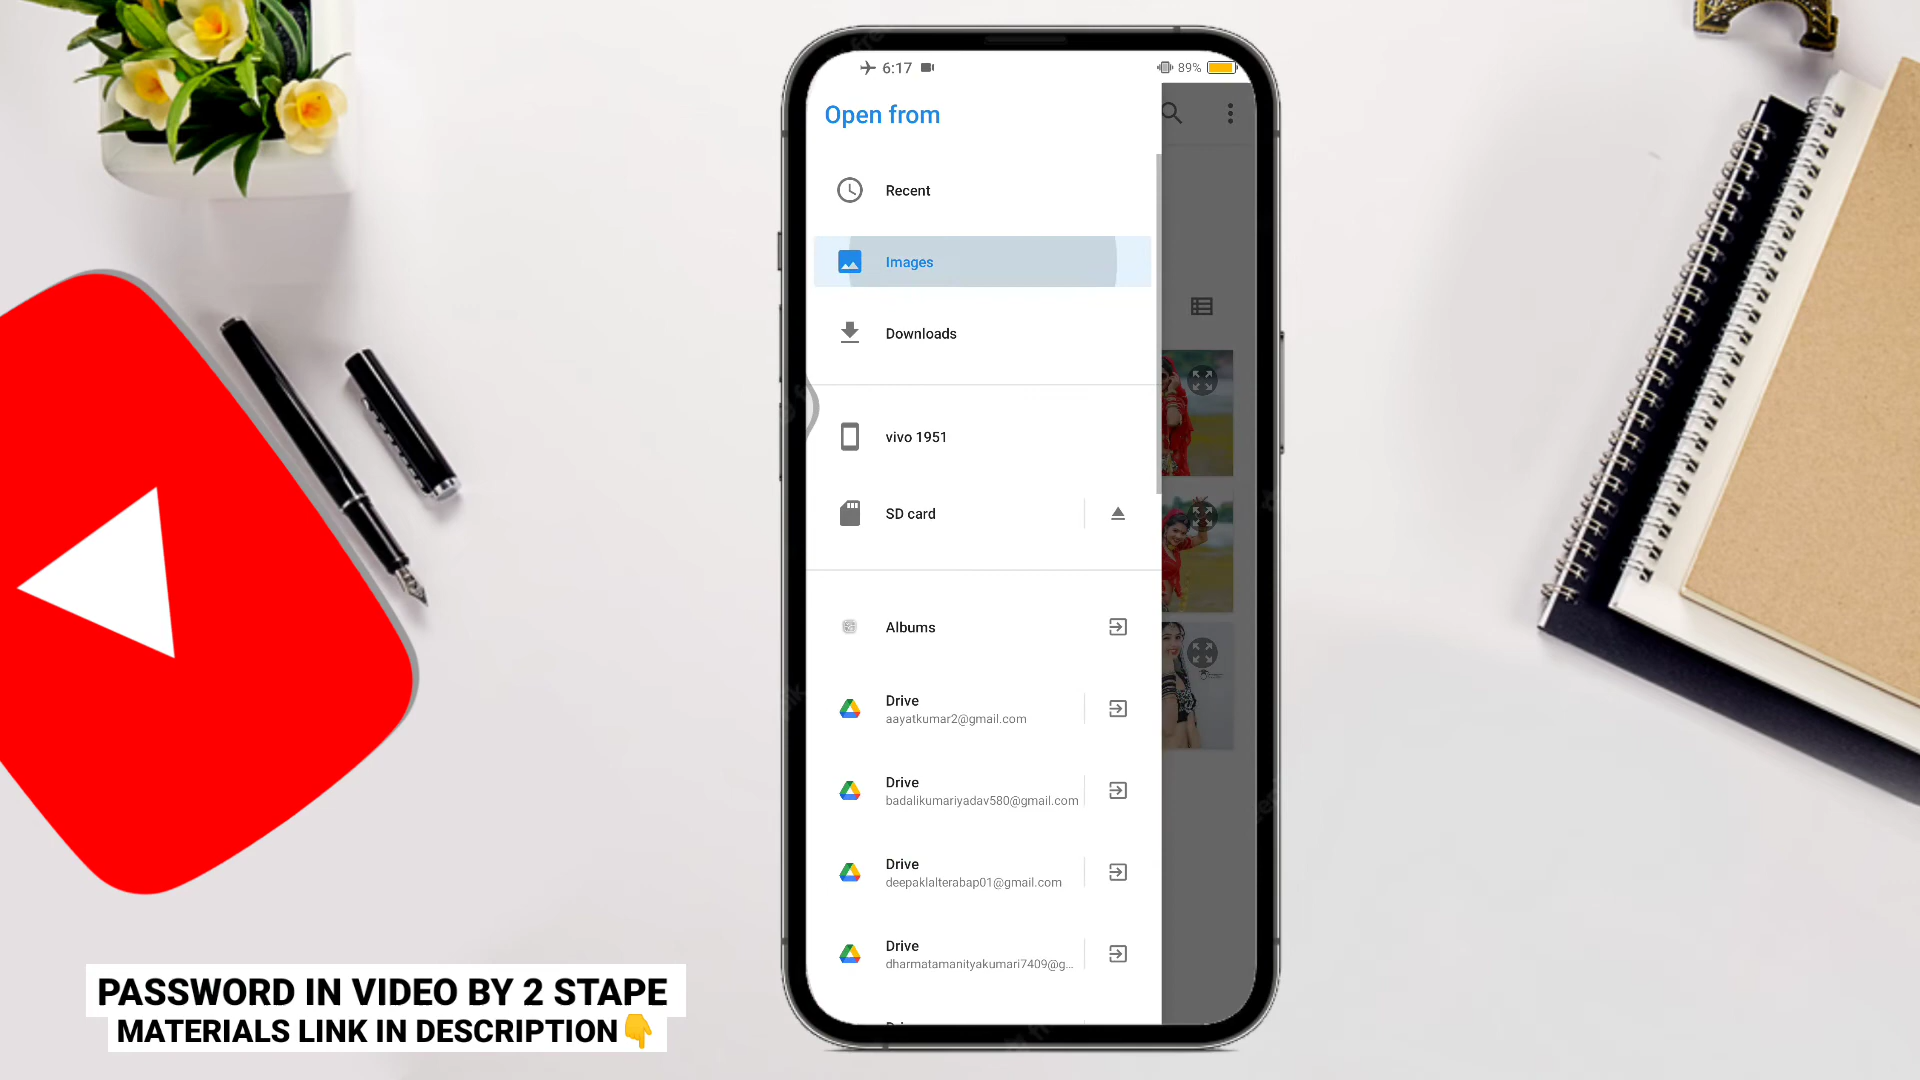 6:17
89%
Open from
Recent
Images
Downloads
vivo 1951
SD card
Albums
Drive
aayatkumar2@gmail.com
Drive
badalikumariyadav580@gmail.com
Drive
deepaklalterabap01@gmail.com
Drive
dharmatamanityakumari7409@g...
PASSWORD IN VIDEO BY 2 STAPE
MATERIALS LINK IN DESCRIPTION👇